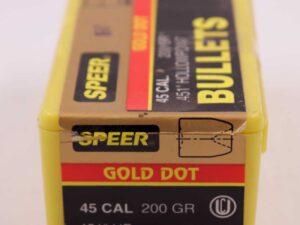 SPEER
GOLD DOT
45 CAL
.451" HOLLOWPOINT
BULLETS
SPEER
GOLD DOT
45 CAL 200 GR